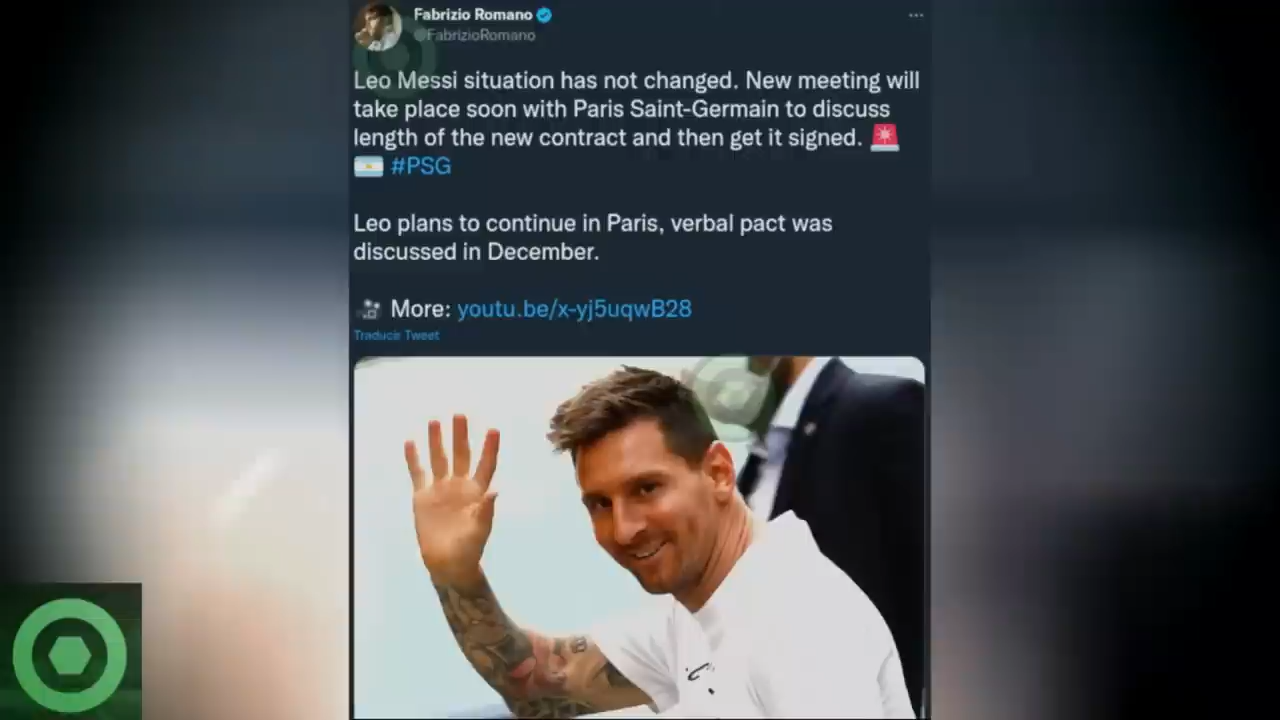 Fabrizio Romano
@FabrizioRomano
Leo Messi situation has not changed. New meeting will
take place soon with Paris Saint-Germain to discuss
length of the new contract and then get it signed. 🚨
🇦🇷 #PSG
Leo plans to continue in Paris, verbal pact was
discussed in December.
🎥 More: youtu.be/x-yj5uqwB28
Traducir Tweet